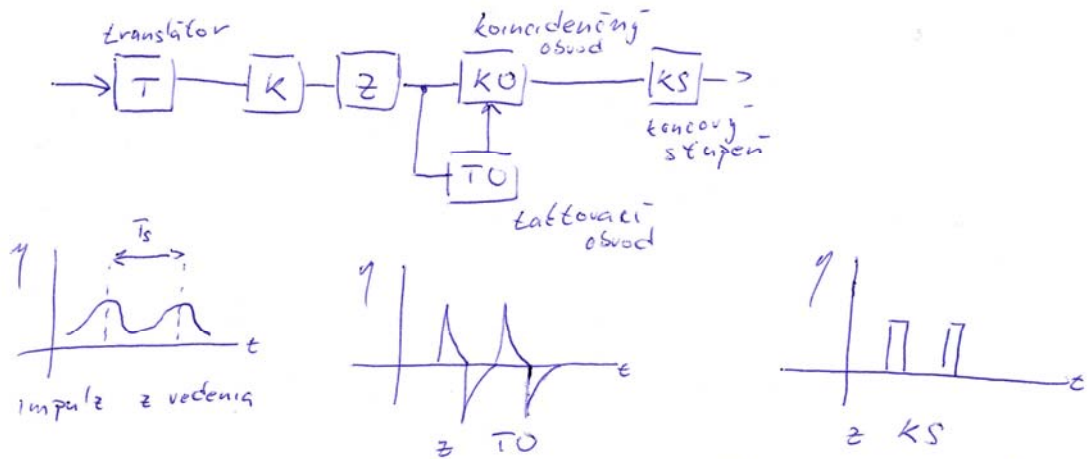 translátor
koincidenčný
obvod
T
K
Z
KO
KS
koncový
stupeň
TO
taktovací
obvod
η
Ts
t
impulz z vedenia
η
t
z TO
η
t
z KS